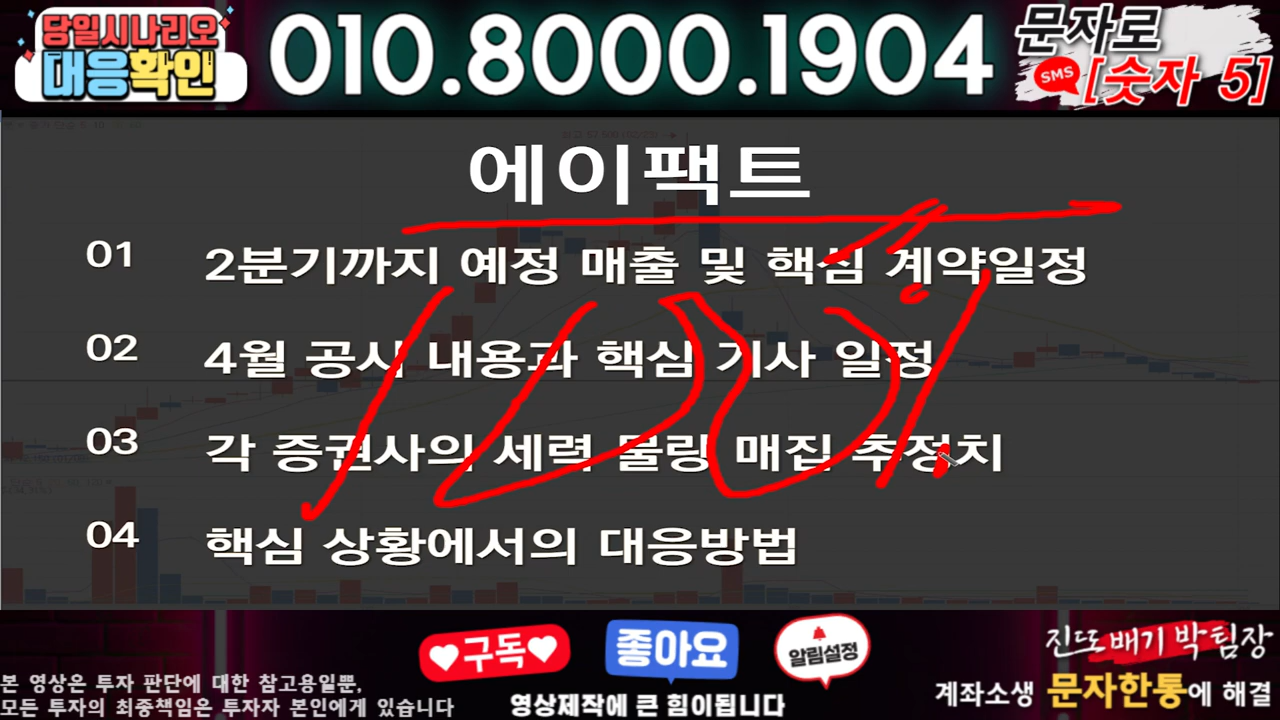 당일시나리오
대응확인
010.8000.1904
문자로
SMS
[숫자 5]
에이팩트
01 2분기까지 예정 매출 및 핵심 계약일정
02 4월 공시 내용과 핵심 기사 일정
03 각 증권사의 세력 물링 매집 추정치
04 핵심 상황에서의 대응방법
구독
좋아요
알림설정
영상제작에 큰 힘이됩니다
본 영상은 투자 판단에 대한 참고용일뿐,
모든 투자의 최종책임은 투자자 본인에게 있습니다
진또배기 박팀장
계좌소생 문자한통에 해결